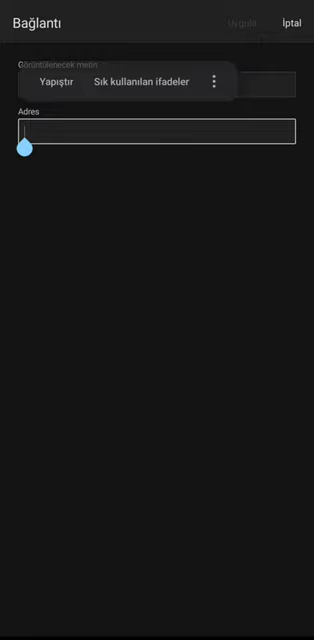 Bağlantı
Uygula
İptal
Görüntülenecek metin
Yapıştır
Sık kullanılan ifadeler
Adres